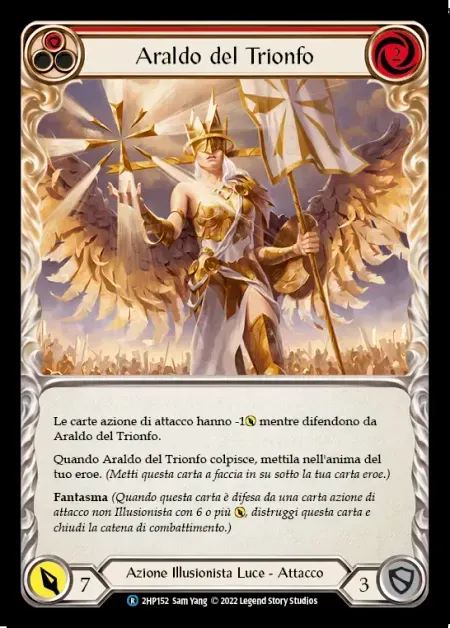 Araldo del Trionfo
2
Le carte azione di attacco hanno -1 mentre difendono da
Araldo del Trionfo.
Quando Araldo del Trionfo colpisce, mettila nell'anima del
tuo eroe. (Metti questa carta a faccia in su sotto la tua carta eroe.)
Fantasma (Quando questa carta è difesa da una carta azione di
attacco non Illusionista con 6 o più , distruggi questa carta e
chiudi la catena di combattimento.)
7
Azione Illusionista Luce - Attacco
3
R 2HP152 Sam Yang © 2022 Legend Story Studios